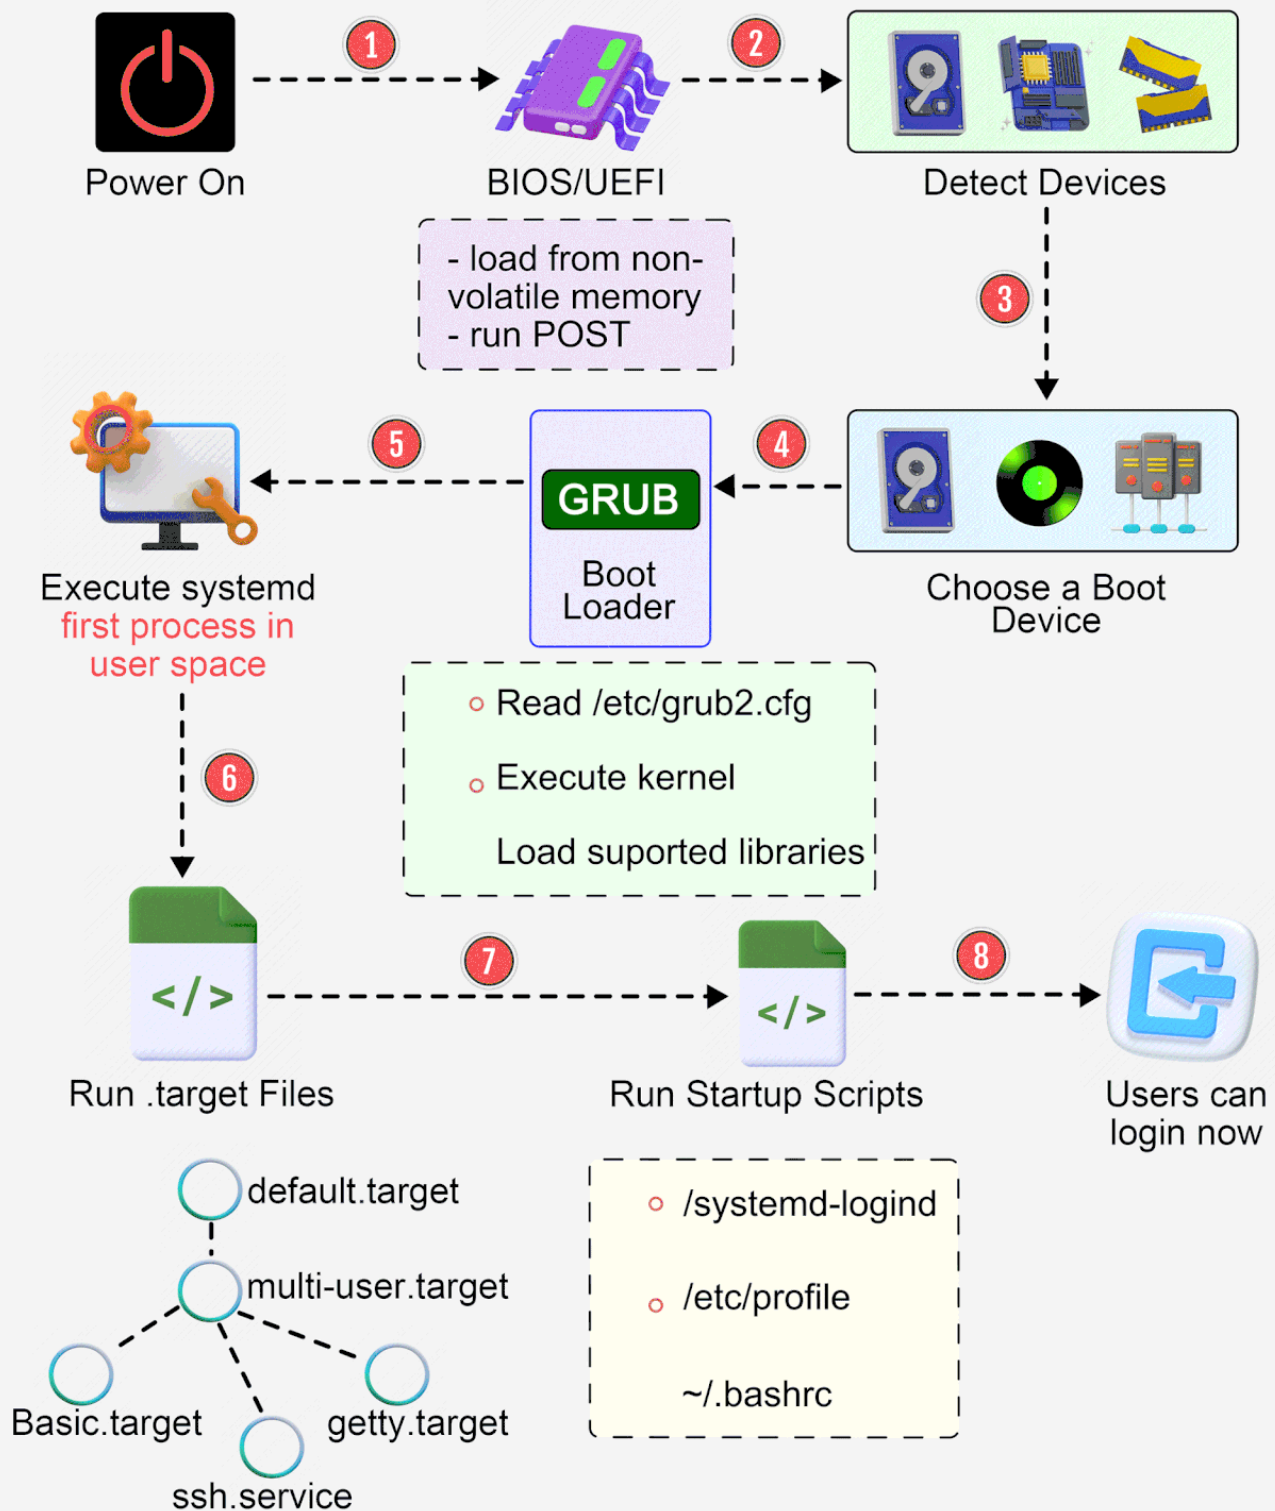 1
2
Power On
BIOS/UEFI
Detect Devices
- load from non-
volatile memory
- run POST
3
4
5
GRUB
Boot
Loader
Choose a Boot
Device
Execute systemd
first process in
user space
Read /etc/grub2.cfg
Execute kernel
Load suported libraries
6
7
8
</>
</>
Run .target Files
Run Startup Scripts
Users can
login now
default.target
multi-user.target
Basic.target
getty.target
ssh.service
/systemd-logind
/etc/profile
~/.bashrc